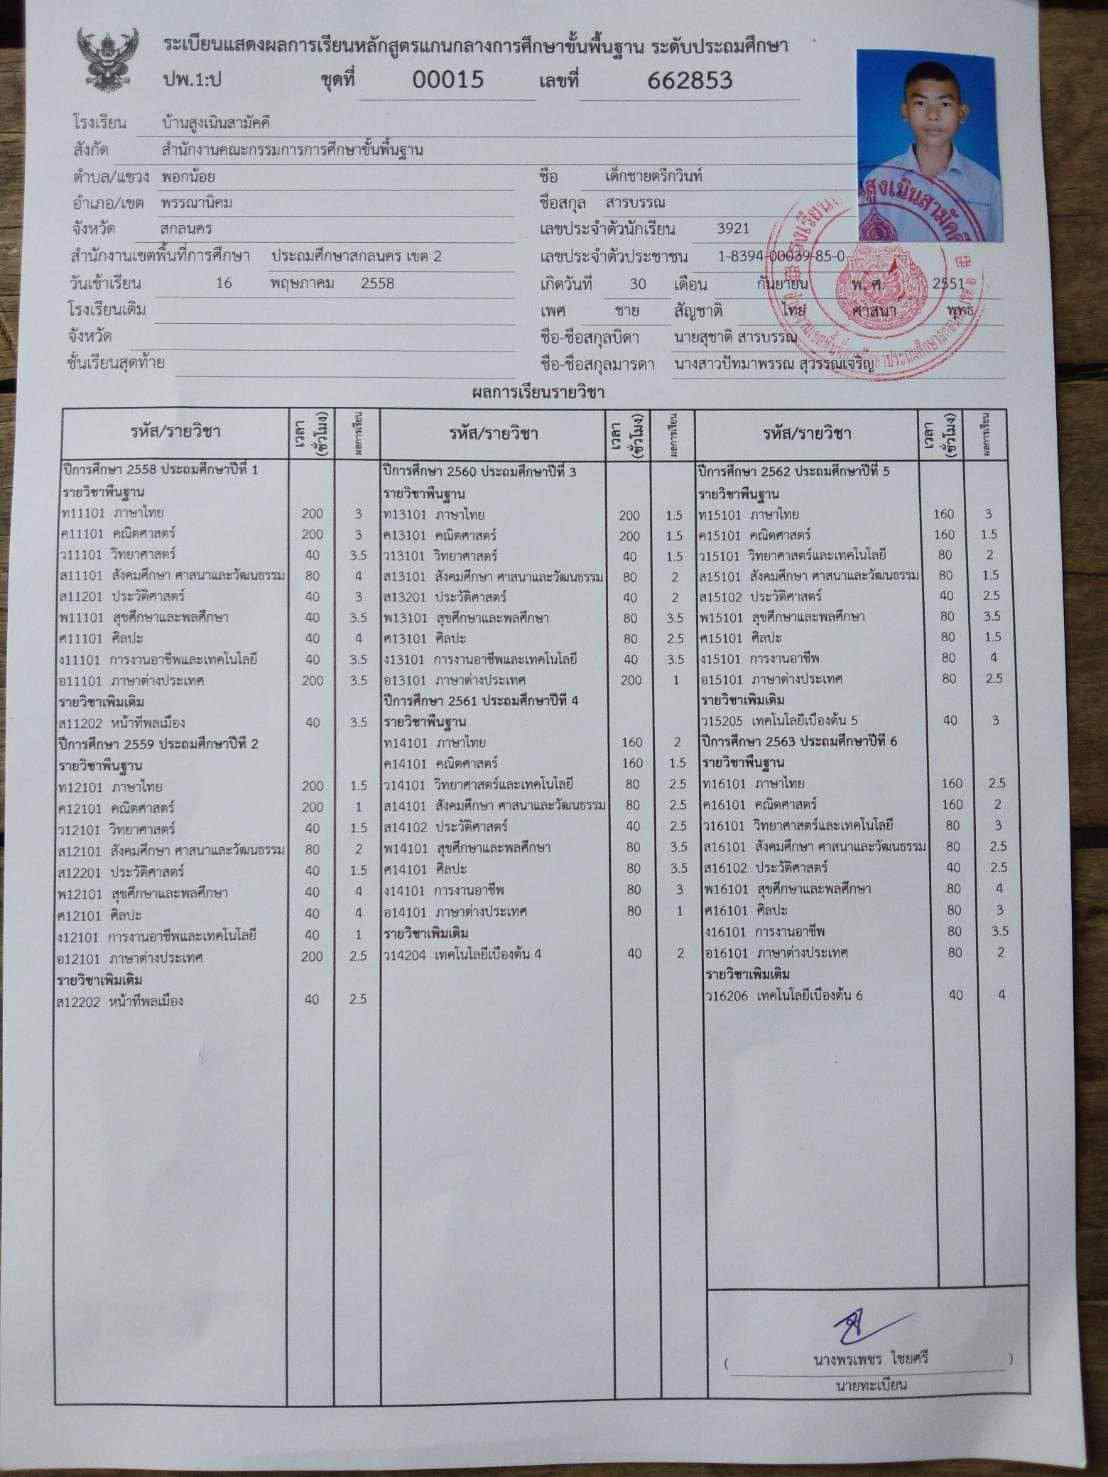 ระเบียนแสดงผลการเรียนหลักสูตรแกนกลางการศึกษาขั้นพื้นฐาน ระดับประถมศึกษา
ปพ.1:ป ชุดที่ 00015 เลขที่ 662853
โรงเรียน บ้านสูงเนินสามัคคี
สังกัด สำนักงานคณะกรรมการการศึกษาขั้นพื้นฐาน
ตำบล/แขวง พอกน้อย
อำเภอ/เขต พรรณานิคม
จังหวัด สกลนคร
สำนักงานเขตพื้นที่การศึกษา ประถมศึกษาสกลนคร เขต 2
วันเข้าเรียน 16 พฤษภาคม 2558
โรงเรียนเดิม
จังหวัด
ชั้นเรียนสุดท้าย
ชื่อ เด็กชายตรีกวินท์
ชื่อสกุล สารบรรณ
เลขประจำตัวนักเรียน 3921
เลขประจำตัวประชาชน 1-8394-00039-85-0
เกิดวันที่ 30 เดือน กันยายน พ.ศ. 2551
เพศ ชาย สัญชาติ ไทย ศาสนา พุทธ
ชื่อ-ชื่อสกุลบิดา นายสุชาติ สารบรรณ
ชื่อ-ชื่อสกุลมารดา นางสาวปัทมาพรรณ สุวรรณเจริญ
ผลการเรียนรายวิชา
รหัส/รายวิชา เวลา (ชั่วโมง) ผลการเรียน
ปีการศึกษา 2558 ประถมศึกษาปีที่ 1
รายวิชาพื้นฐาน
ท11101 ภาษาไทย 200 3
ค11101 คณิตศาสตร์ 200 3
ว11101 วิทยาศาสตร์ 40 3.5
ส11101 สังคมศึกษา ศาสนาและวัฒนธรรม 80 4
ส11201 ประวัติศาสตร์ 40 3
พ11101 สุขศึกษาและพลศึกษา 40 3.5
ศ11101 ศิลปะ 40 4
ง11101 การงานอาชีพและเทคโนโลยี 40 3.5
อ11101 ภาษาต่างประเทศ 200 3.5
รายวิชาเพิ่มเติม
ส11202 หน้าที่พลเมือง 40 3.5
ปีการศึกษา 2559 ประถมศึกษาปีที่ 2
รายวิชาพื้นฐาน
ท12101 ภาษาไทย 200 1.5
ค12101 คณิตศาสตร์ 200 1
ว12101 วิทยาศาสตร์ 40 1.5
ส12101 สังคมศึกษา ศาสนาและวัฒนธรรม 80 2
ส12201 ประวัติศาสตร์ 40 1.5
พ12101 สุขศึกษาและพลศึกษา 40 4
ศ12101 ศิลปะ 40 4
ง12101 การงานอาชีพและเทคโนโลยี 40 1
อ12101 ภาษาต่างประเทศ 200 2.5
รายวิชาเพิ่มเติม
ส12202 หน้าที่พลเมือง 40 2.5
รหัส/รายวิชา เวลา (ชั่วโมง) ผลการเรียน
ปีการศึกษา 2560 ประถมศึกษาปีที่ 3
รายวิชาพื้นฐาน
ท13101 ภาษาไทย 200 1.5
ค13101 คณิตศาสตร์ 200 1.5
ว13101 วิทยาศาสตร์ 40 1.5
ส13101 สังคมศึกษา ศาสนาและวัฒนธรรม 80 2
ส13201 ประวัติศาสตร์ 40 2
พ13101 สุขศึกษาและพลศึกษา 80 3.5
ศ13101 ศิลปะ 80 2.5
ง13101 การงานอาชีพและเทคโนโลยี 40 3.5
อ13101 ภาษาต่างประเทศ 200 1
ปีการศึกษา 2561 ประถมศึกษาปีที่ 4
รายวิชาพื้นฐาน
ท14101 ภาษาไทย 160 2
ค14101 คณิตศาสตร์ 160 1.5
ว14101 วิทยาศาสตร์และเทคโนโลยี 80 2.5
ส14101 สังคมศึกษา ศาสนาและวัฒนธรรม 80 2.5
ส14102 ประวัติศาสตร์ 40 2.5
พ14101 สุขศึกษาและพลศึกษา 80 3.5
ศ14101 ศิลปะ 80 3.5
ง14101 การงานอาชีพ 80 3
อ14101 ภาษาต่างประเทศ 80 1
รายวิชาเพิ่มเติม
ว14204 เทคโนโลยีเบื้องต้น 4 40 2
รหัส/รายวิชา เวลา (ชั่วโมง) ผลการเรียน
ปีการศึกษา 2562 ประถมศึกษาปีที่ 5
รายวิชาพื้นฐาน
ท15101 ภาษาไทย 160 3
ค15101 คณิตศาสตร์ 160 1.5
ว15101 วิทยาศาสตร์และเทคโนโลยี 80 2
ส15101 สังคมศึกษา ศาสนาและวัฒนธรรม 80 1.5
ส15102 ประวัติศาสตร์ 40 2.5
พ15101 สุขศึกษาและพลศึกษา 80 3.5
ศ15101 ศิลปะ 80 1.5
ง15101 การงานอาชีพ 80 4
อ15101 ภาษาต่างประเทศ 80 2.5
รายวิชาเพิ่มเติม
ว15205 เทคโนโลยีเบื้องต้น 5 40 3
ปีการศึกษา 2563 ประถมศึกษาปีที่ 6
รายวิชาพื้นฐาน
ท16101 ภาษาไทย 160 2.5
ค16101 คณิตศาสตร์ 160 2
ว16101 วิทยาศาสตร์และเทคโนโลยี 80 3
ส16101 สังคมศึกษา ศาสนาและวัฒนธรรม 80 2.5
ส16102 ประวัติศาสตร์ 40 2.5
พ16101 สุขศึกษาและพลศึกษา 80 4
ศ16101 ศิลปะ 80 3
ง16101 การงานอาชีพ 80 3.5
อ16101 ภาษาต่างประเทศ 80 2
รายวิชาเพิ่มเติม
ว16206 เทคโนโลยีเบื้องต้น 6 40 4
( นางพรเพชร ไชยศรี )
นายทะเบียน